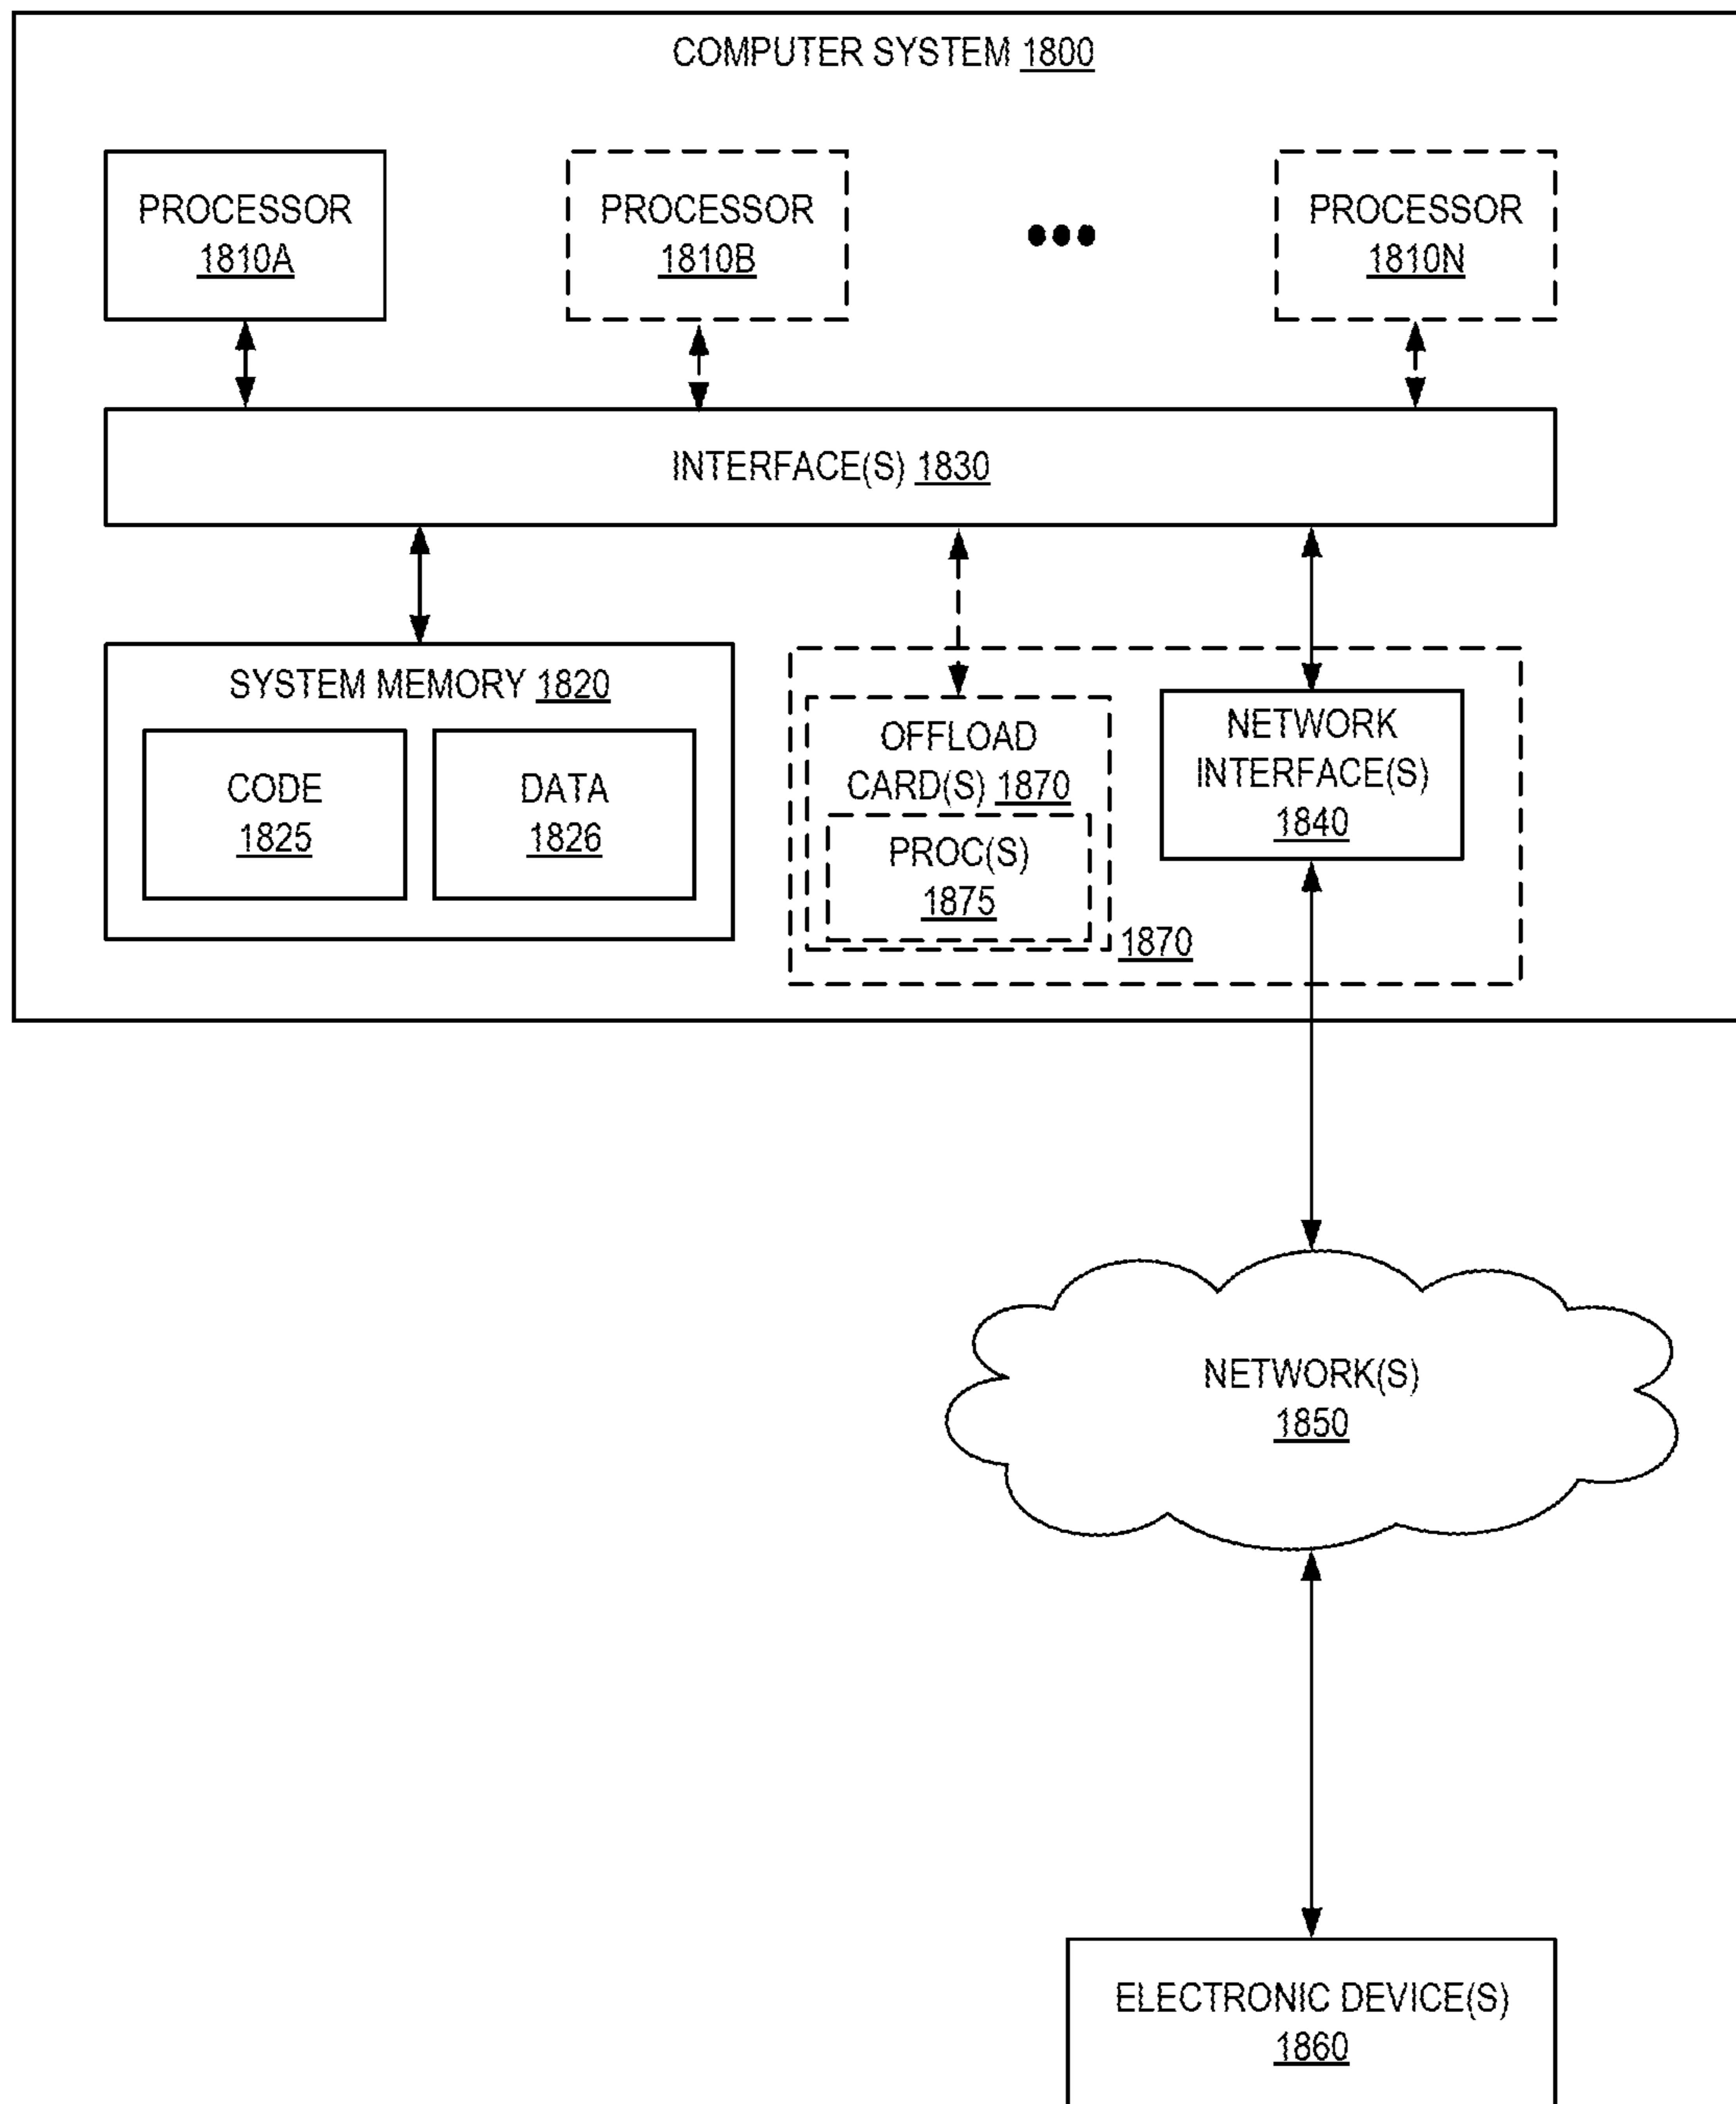 COMPUTER SYSTEM 1800
PROCESSOR
1810A
PROCESSOR
1810B
PROCESSOR
1810N
INTERFACE(S) 1830
SYSTEM MEMORY 1820
CODE
1825
DATA
1826
OFFLOAD
CARD(S) 1870
PROC(S)
1875
1870
NETWORK
INTERFACE(S)
1840
NETWORK(S)
1850
ELECTRONIC DEVICE(S)
1860